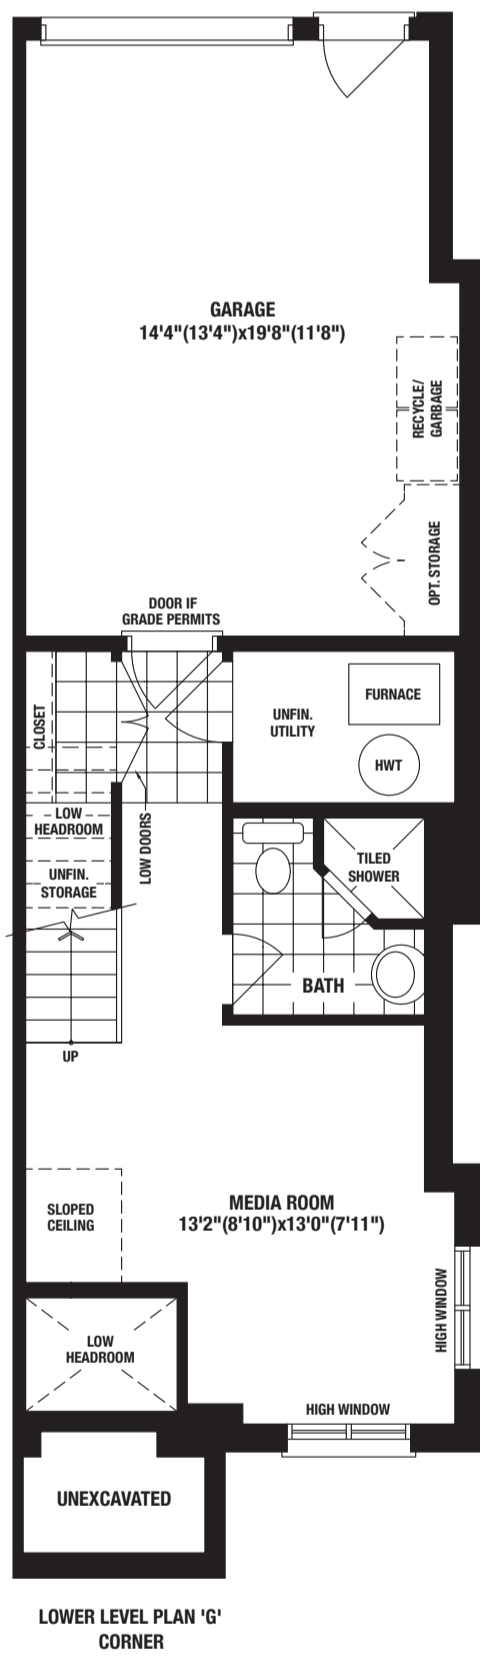 GARAGE
14'4"(13'4")x19'8"(11'8")
RECYCLE/
GARBAGE
OPT. STORAGE
DOOR IF
GRADE PERMITS
CLOSET
UNFIN.
UTILITY
FURNACE
HWT
LOW
HEADROOM
LOW DOORS
UNFIN.
STORAGE
TILED
SHOWER
BATH
UP
SLOPED
CEILING
MEDIA ROOM
13'2"(8'10")x13'0"(7'11")
HIGH WINDOW
LOW
HEADROOM
HIGH WINDOW
UNEXCAVATED
LOWER LEVEL PLAN 'G'
CORNER